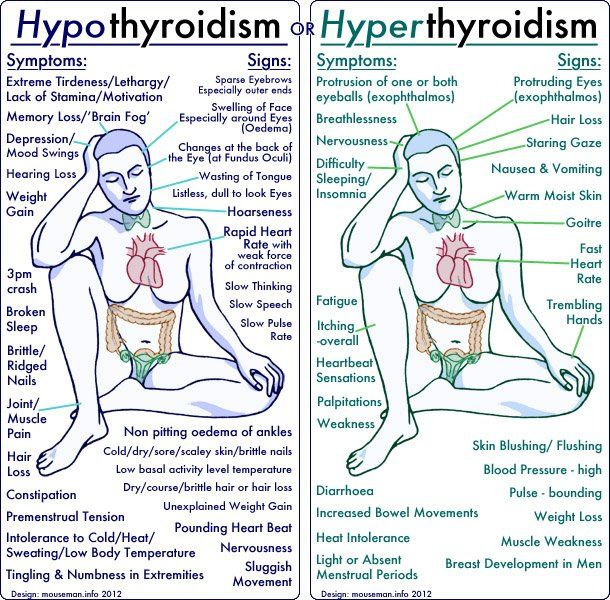 Hypothyroidism
OR
Hyperthyroidism
Symptoms:
Extreme Tirdeness/Lethargy/
Lack of Stamina/Motivation
Memory Loss/'Brain Fog'
Depression/
Mood Swings
Hearing Loss
Weight
Gain
3pm
crash
Broken
Sleep
Brittle/
Ridged
Nails
Joint/
Muscle
Pain
Hair
Loss
Constipation
Premenstrual Tension
Intolerance to Cold/Heat/
Sweating/Low Body Temperature
Tingling & Numbness in Extremities
Signs:
Sparse Eyebrows
Especially outer ends
Swelling of Face
Especially around Eyes
(Oedema)
Changes at the back of
the Eye (at Fundus Oculi)
Wasting of Tongue
Listless, dull to look Eyes
Hoarseness
Rapid Heart
Rate with
weak force
of contraction
Slow Thinking
Slow Speech
Slow Pulse
Rate
Non pitting oedema of ankles
Cold/dry/sore/scaley skin/brittle nails
Low basal activity level temperature
Dry/course/brittle hair or hair loss
Unexplained Weight Gain
Pounding Heart Beat
Nervousness
Sluggish
Movement
Design: mouseman.info 2012
Symptoms:
Protrusion of one or both
eyeballs (exophthalmos)
Breathlessness
Nervousness
Difficulty
Sleeping/
Insomnia
Fatigue
Itching
-overall
Heartbeat
Sensations
Palpitations
Weakness
Diarrhoea
Increased Bowel Movements
Heat Intolerance
Light or Absent
Menstrual Periods
Signs:
Protruding Eyes
(exophthalmos)
Hair Loss
Staring Gaze
Nausea & Vomiting
Warm Moist Skin
Goitre
Fast
Heart
Rate
Trembling
Hands
Skin Blushing/ Flushing
Blood Pressure - high
Pulse - bounding
Weight Loss
Muscle Weakness
Breast Development in Men
Design: mouseman.info 2012